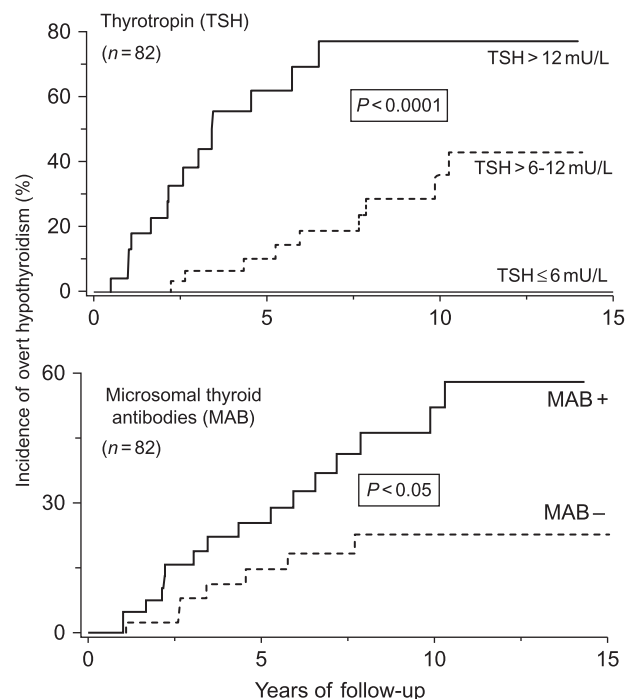 Thyrotropin (TSH)
(n = 82)
80
60
40
20
0
TSH > 12 mU/L
P < 0.0001
TSH > 6-12 mU/L
TSH ≤ 6 mU/L
0 5 10 15
Incidence of overt hypothyroidism (%)
60
30
0
Microsomal thyroid
antibodies (MAB)
(n = 82)
MAB +
P < 0.05
MAB –
0 5 10 15
Years of follow-up